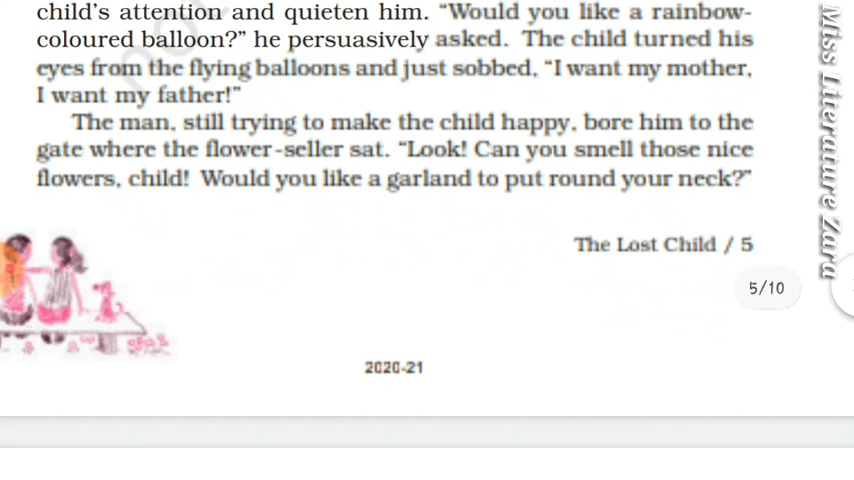 child's attention and quieten him. "Would you like a rainbow-
coloured balloon?" he persuasively asked. The child turned his
eyes from the flying balloons and just sobbed, "I want my mother,
I want my father!"
The man, still trying to make the child happy, bore him to the
gate where the flower-seller sat. "Look! Can you smell those nice
flowers, child! Would you like a garland to put round your neck?"
The Lost Child / 5
5/10
2020-21
Miss Literature Zara